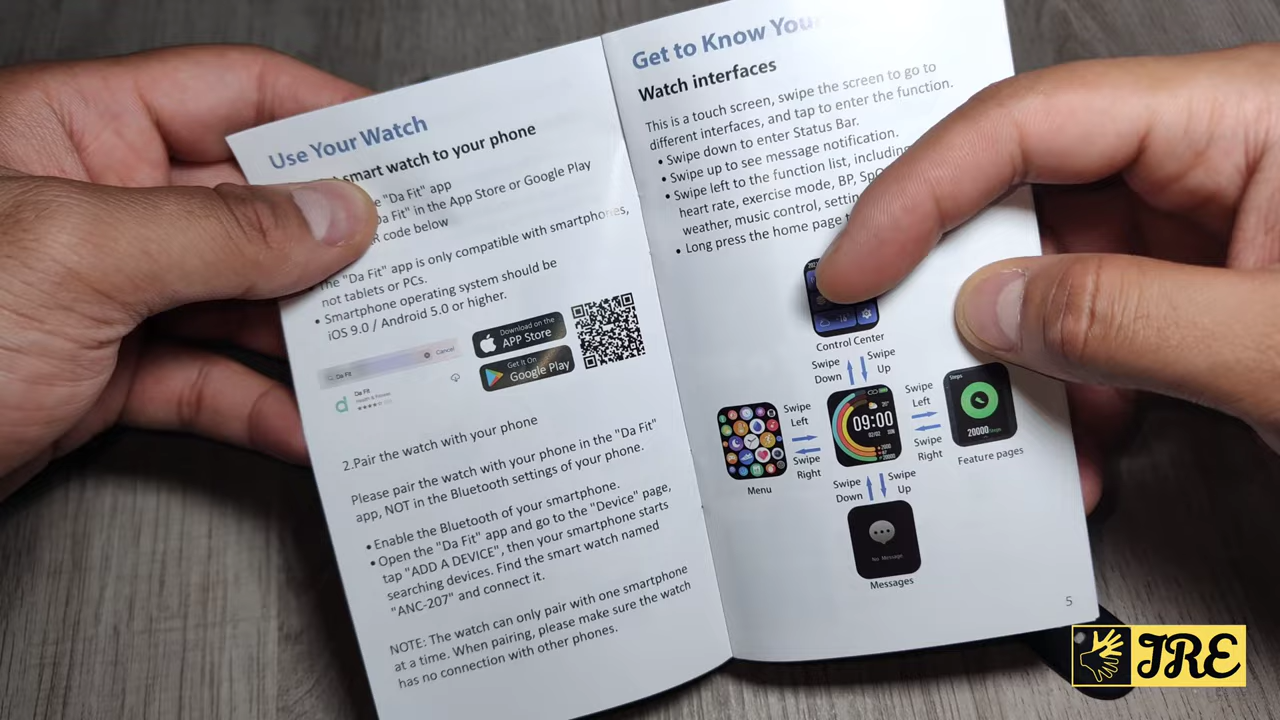 Use Your Watch
smart watch to your phone
"Da Fit" app
Fit" in the App Store or Google Play
code below
The "Da Fit" app is only compatible with smartphones,
not tablets or PCs.
• Smartphone operating system should be
iOS 9.0 / Android 5.0 or higher.
Da Fit
Cancel
Da Fit
Health & Fitness
Download on the
APP Store
Get It On
Google Play
2.Pair the watch with your phone
Please pair the watch with your phone in the "Da Fit"
app, NOT in the Bluetooth settings of your phone.
• Enable the Bluetooth of your smartphone.
• Open the "Da Fit" app and go to the "Device" page,
tap "ADD A DEVICE", then your smartphone starts
searching devices. Find the smart watch named
"ANC-207" and connect it.
NOTE: The watch can only pair with one smartphone
at a time. When pairing, please make sure the watch
has no connection with other phones.
Get to Know Your
Watch interfaces
This is a touch screen, swipe the screen to go to
different interfaces, and tap to enter the function.
• Swipe down to enter Status Bar.
• Swipe up to see message notification.
• Swipe left to the function list, including
heart rate, exercise mode, BP,
weather, music control,
• Long press the home page
Control Center
Swipe
Down
Swipe
Up
Swipe
Left
Swipe
Right
Menu
09:00
Swipe
Left
Swipe
Right
Steps
20000
Feature pages
Swipe
Down
Swipe
Up
No Message
Messages
5
IRE